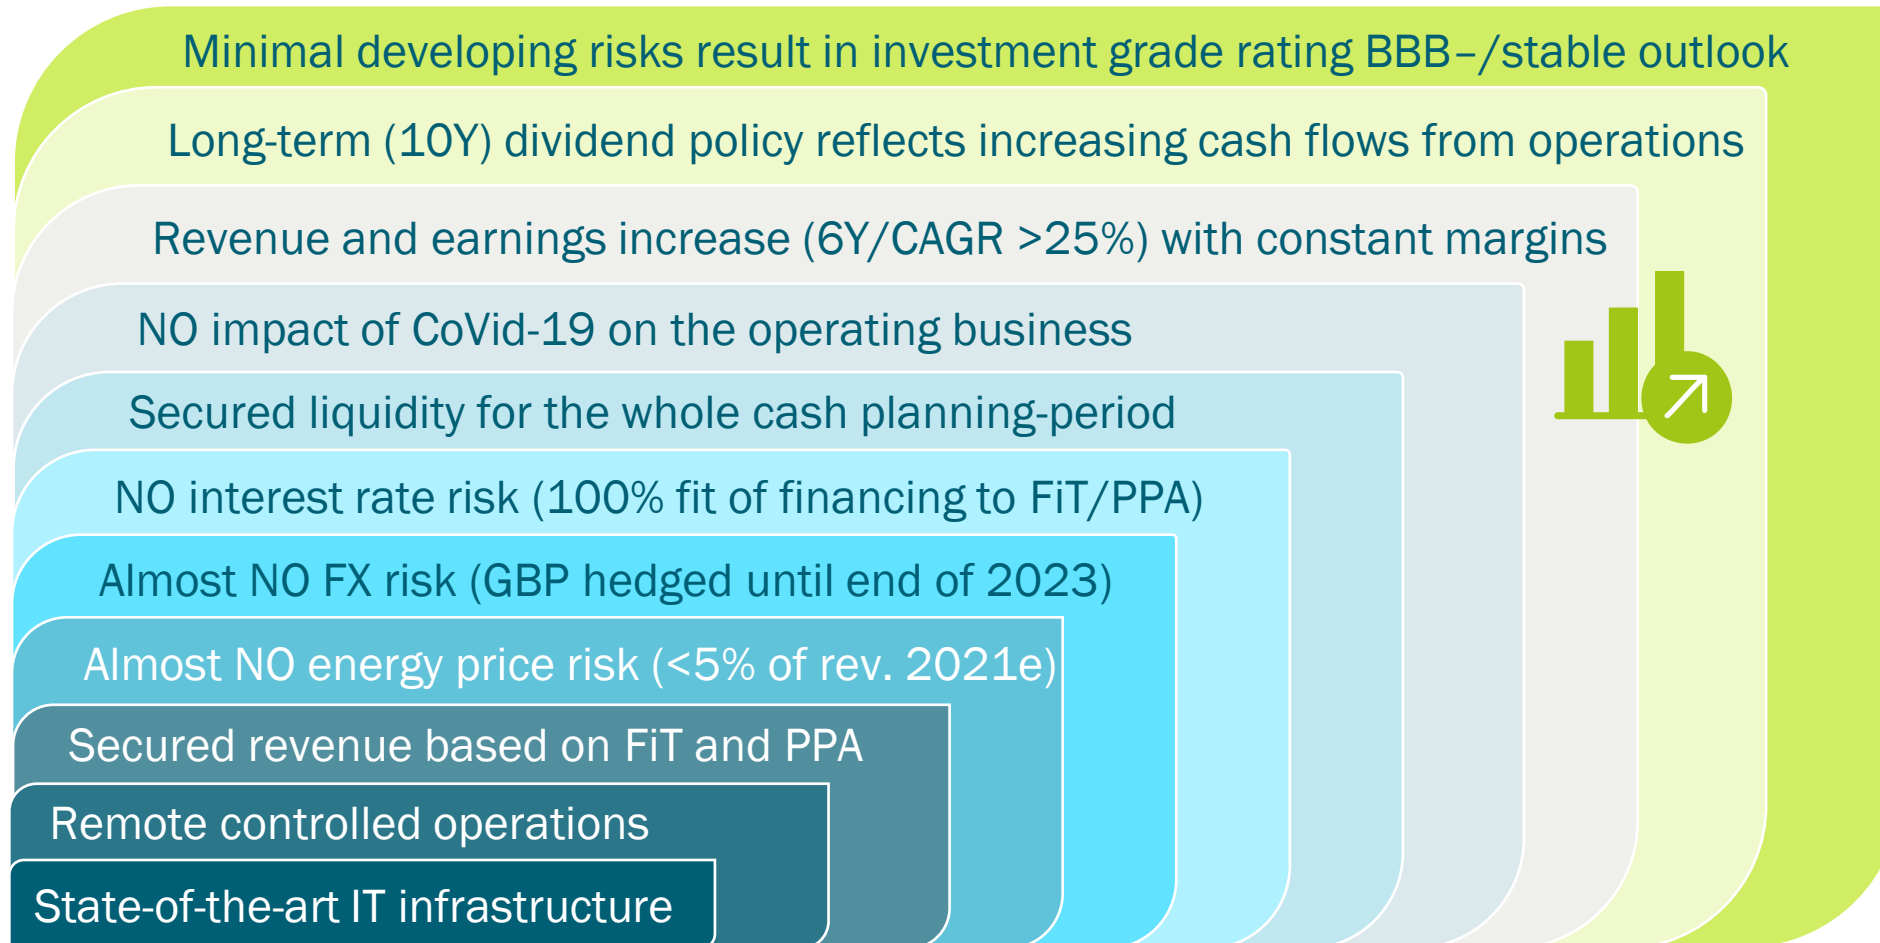 Minimal developing risks result in investment grade rating BBB–/stable outlook
Long-term (10Y) dividend policy reflects increasing cash flows from operations
Revenue and earnings increase (6Y/CAGR >25%) with constant margins
NO impact of CoVid-19 on the operating business
Secured liquidity for the whole cash planning-period
NO interest rate risk (100% fit of financing to FiT/PPA)
Almost NO FX risk (GBP hedged until end of 2023)
Almost NO energy price risk (<5% of rev. 2021e)
Secured revenue based on FiT and PPA
Remote controlled operations
State-of-the-art IT infrastructure